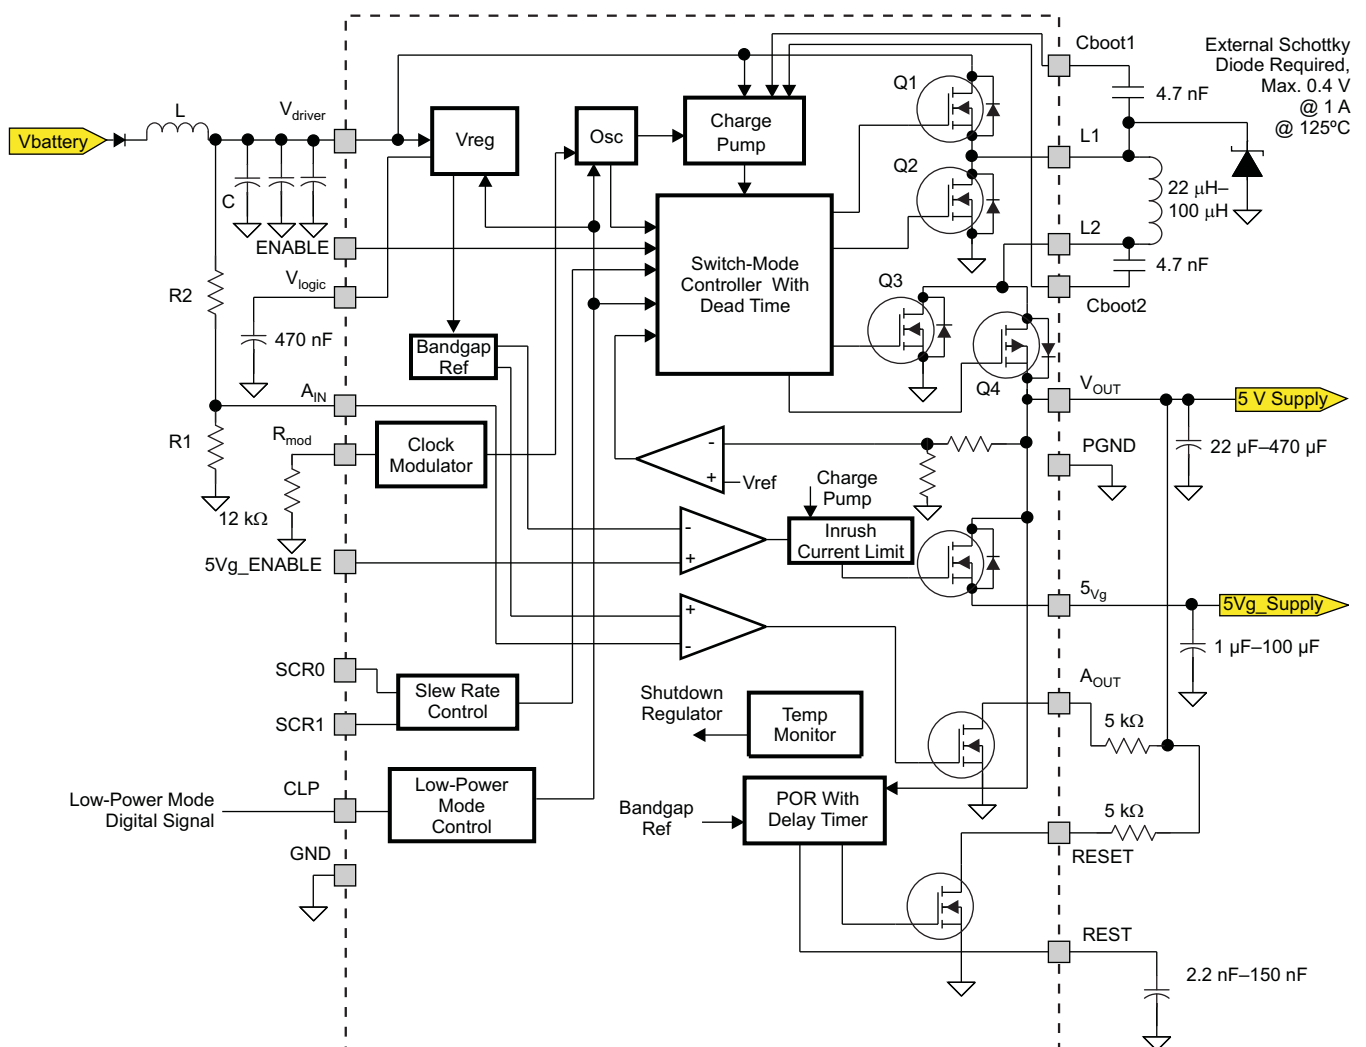 Cboot1
External Schottky
Diode Required,
Max. 0.4 V
@ 1 A
@ 125ºC
Q1
4.7 nF
L
Vdriver
Vbattery
Vreg
Osc
Charge
Pump
L1
Q2
22 μH–
100 μH
C
ENABLE
L2
Switch-Mode
Controller With
Dead Time
4.7 nF
Vlogic
R2
Q3
Cboot2
470 nF
Bandgap
Ref
AIN
Q4
VOUT
5 V Supply
R1
Rmod
Clock
Modulator
-
+
Vref
PGND
22 µF–470 µF
Charge
Pump
12 kΩ
-
+
Inrush
Current Limit
5Vg_ENABLE
5Vg
5Vg_Supply
+
-
1 µF–100 µF
SCR0
Slew Rate
Control
SCR1
Shutdown
Regulator
Temp
Monitor
AOUT
5 kΩ
CLP
Low-Power Mode
Digital Signal
Low-Power
Mode
Control
Bandgap
Ref
POR With
Delay Timer
5 kΩ
RESET
GND
REST
2.2 nF–150 nF